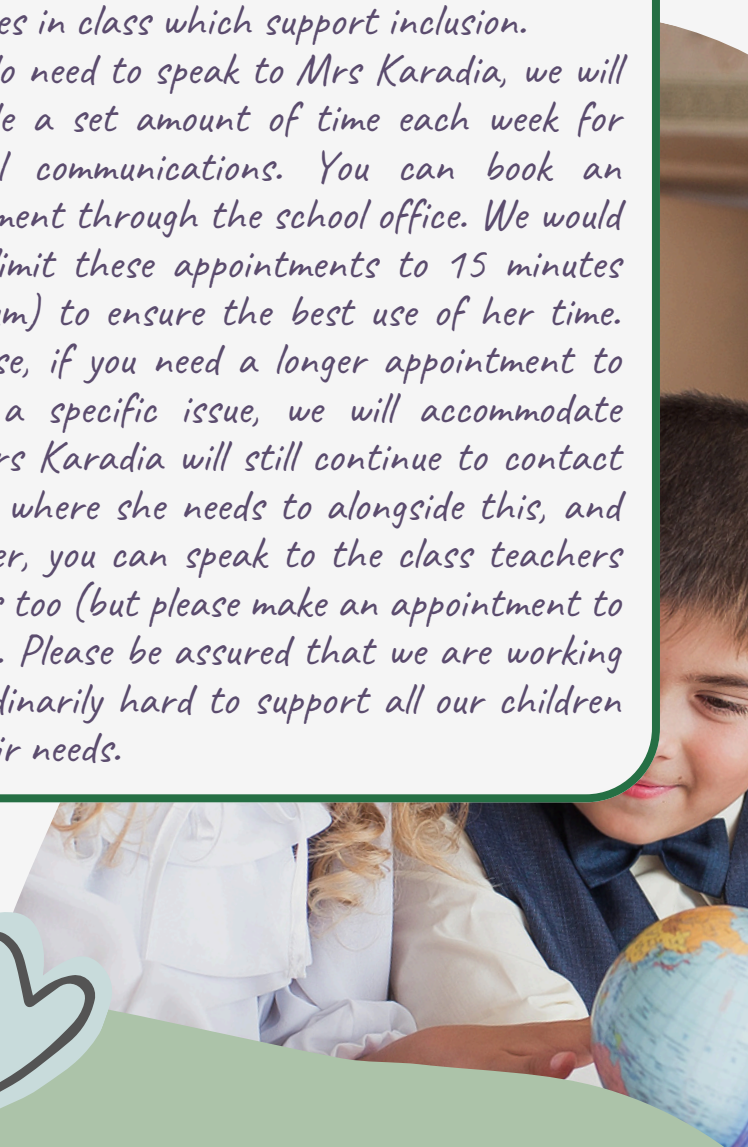 es in class which support inclusion.
o need to speak to Mrs Karadia, we will
le a set amount of time each week for
l communications. You can book an
ment through the school office. We would
limit these appointments to 15 minutes
um) to ensure the best use of her time.
se, if you need a longer appointment to
a specific issue, we will accommodate
rs Karadia will still continue to contact
where she needs to alongside this, and
er, you can speak to the class teachers
s too (but please make an appointment to
. Please be assured that we are working
dinarily hard to support all our children
ir needs.